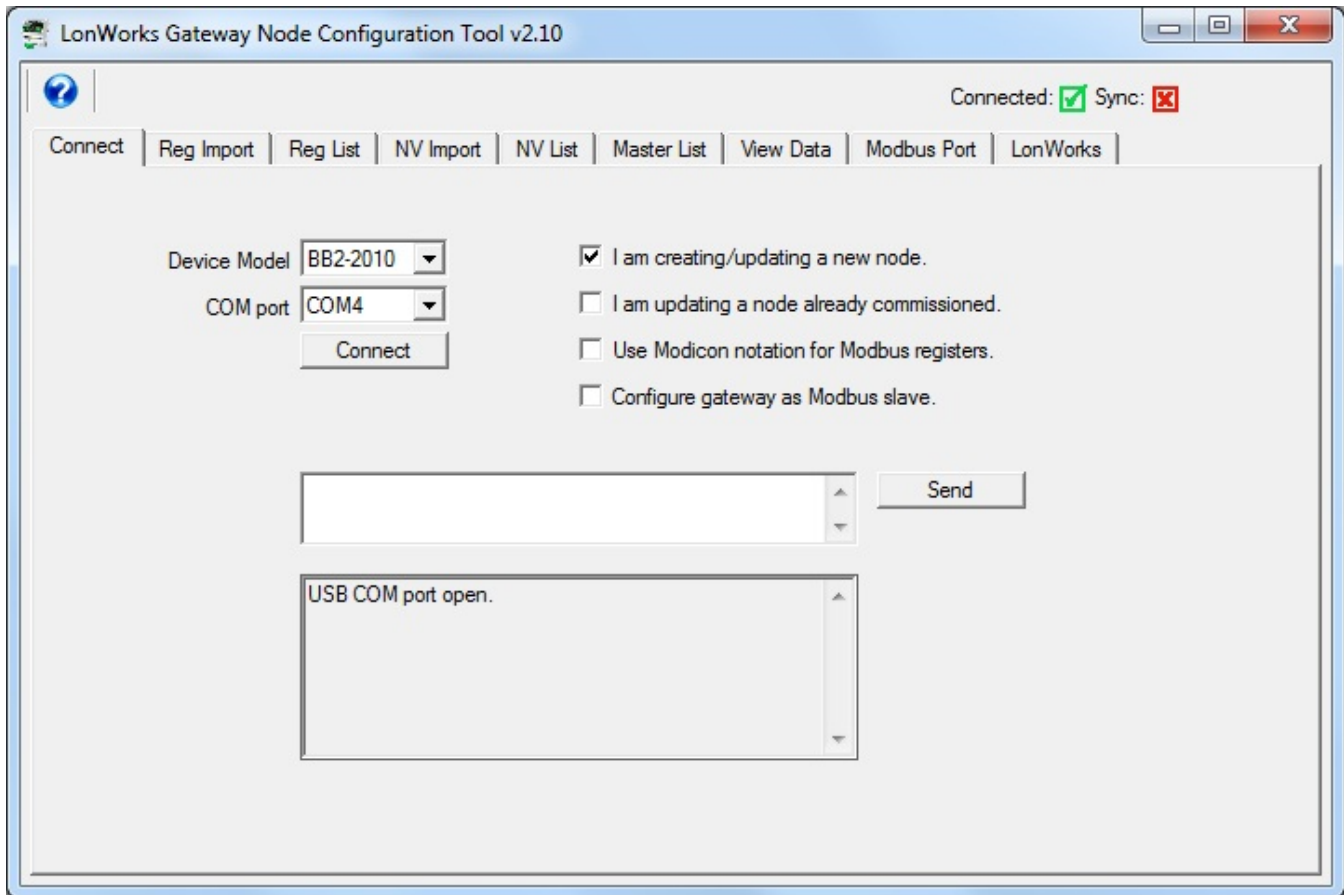 LonWorks Gateway Node Configuration Tool v2.10
Connected: Sync:
Connect Reg Import Reg List NV Import NV List Master List View Data Modbus Port LonWorks
Device Model BB2-2010
COM port COM4
Connect
I am creating/updating a new node.
I am updating a node already commissioned.
Use Modicon notation for Modbus registers.
Configure gateway as Modbus slave.
Send
USB COM port open.